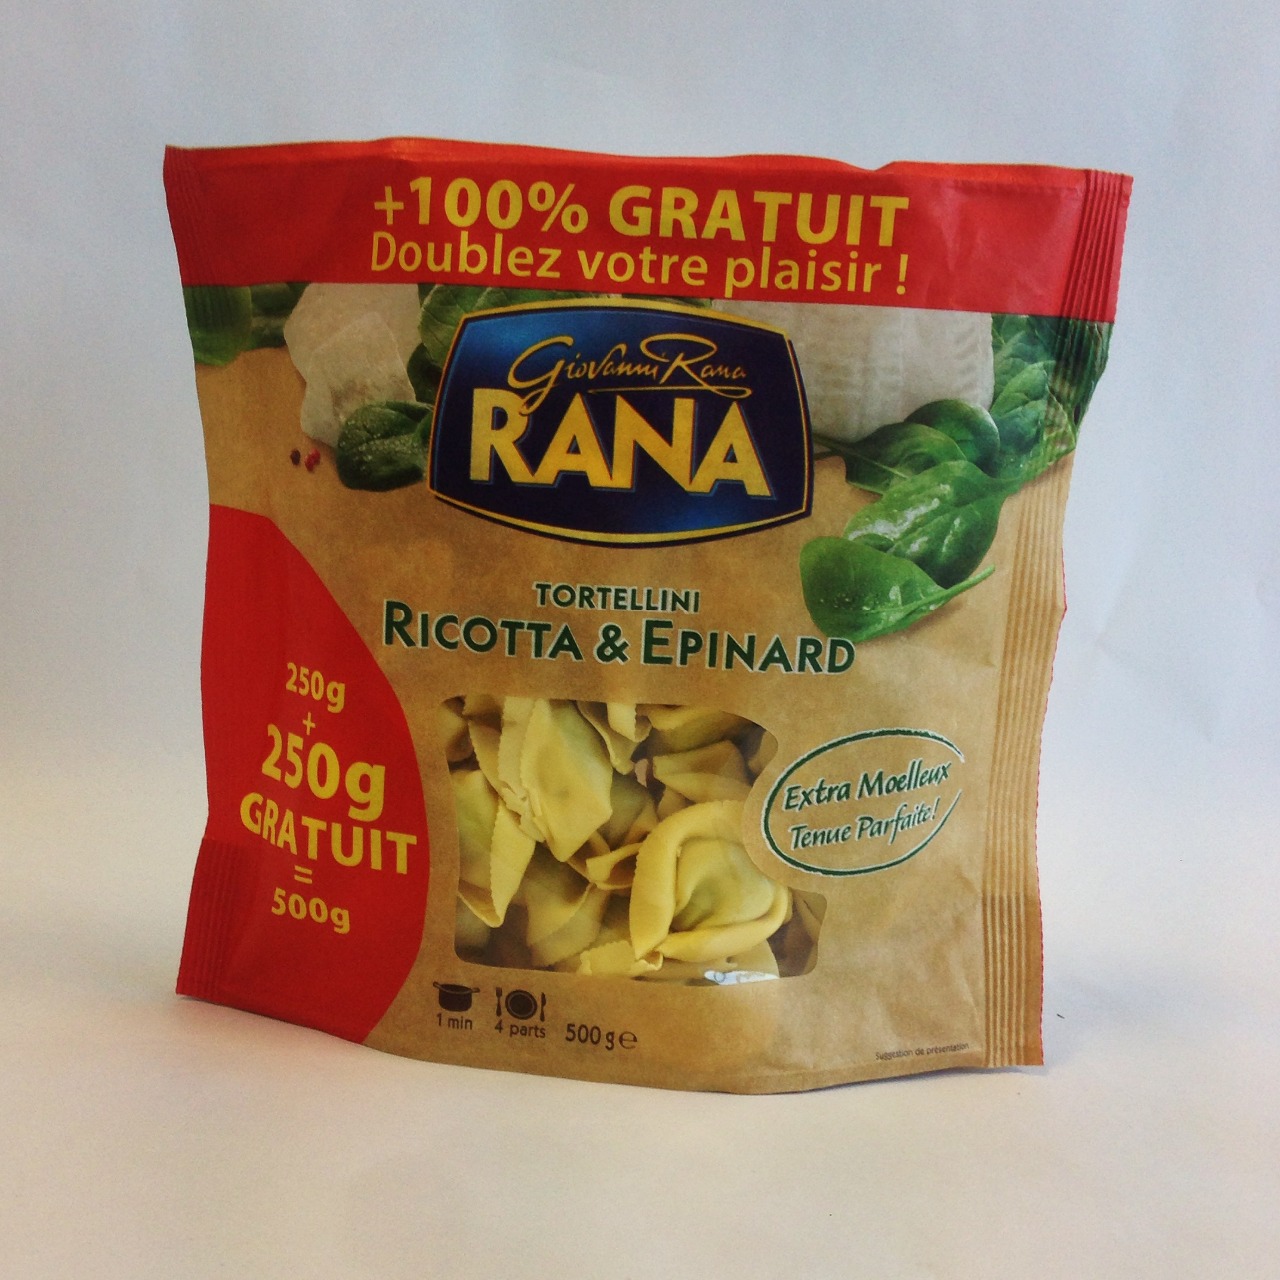 +100% GRATUIT
Doublez votre plaisir !
Giovanni Rana
RANA
TORTELLINI
RICOTTA & EPINARD
250g
+
250g
GRATUIT
=
500g
Extra Moelleux
Tenue Parfaite!
1 min
4 parts
500 g e
Suggestion de présentation